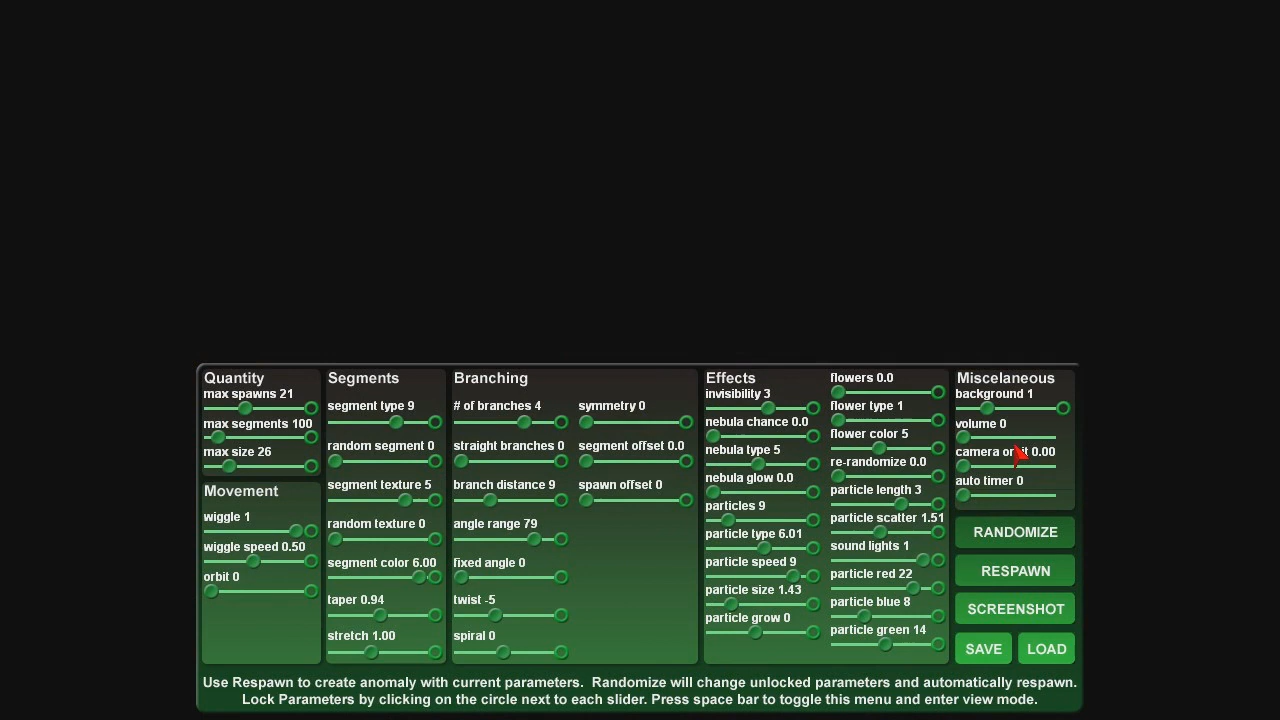 Quantity
max spawns 21
max segments 100
max size 26
Movement
wiggle 1
wiggle speed 0.50
orbit 0
Segments
segment type 9
random segment 0
segment texture 5
random texture 0
segment color 6.00
taper 0.94
stretch 1.00
Branching
# of branches 4
straight branches 0
branch distance 9
angle range 79
fixed angle 0
twist -5
spiral 0
symmetry 0
segment offset 0.0
spawn offset 0
Effects
invisibility 3
nebula chance 0.0
nebula type 5
nebula glow 0.0
particles 9
particle type 6.01
particle speed 9
particle size 1.43
particle grow 0
flowers 0.0
flower type 1
flower color 5
re-randomize 0.0
particle length 3
particle scatter 1.51
sound lights 1
particle red 22
particle blue 8
particle green 14
Miscelaneous
background 1
volume 0
camera orbit 0.00
auto timer 0
RANDOMIZE
RESPAWN
SCREENSHOT
SAVE LOAD
Use Respawn to create anomaly with current parameters. Randomize will change unlocked parameters and automatically respawn.
Lock Parameters by clicking on the circle next to each slider. Press space bar to toggle this menu and enter view mode.